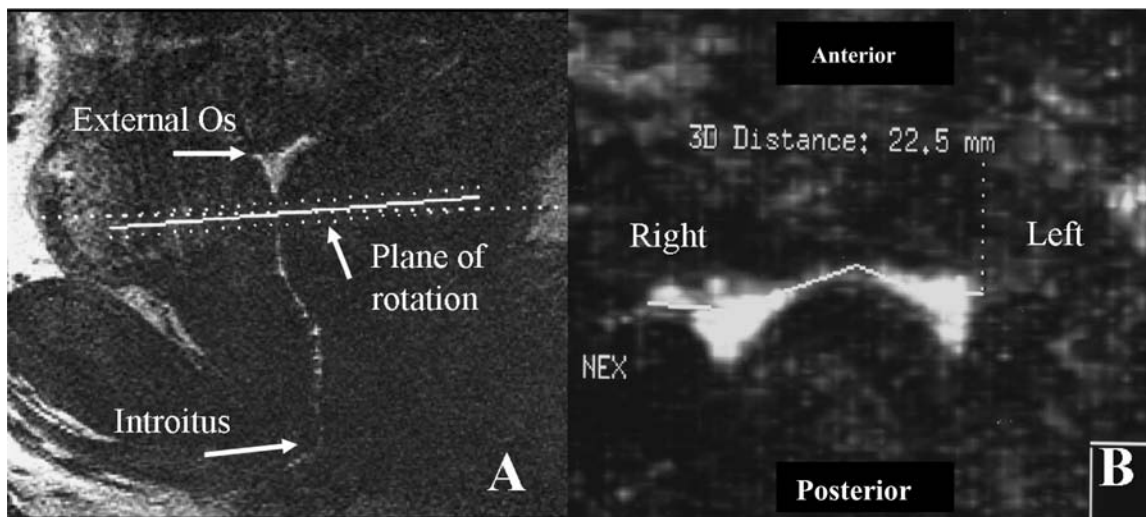 External Os
Plane of
rotation
Introitus
A
Anterior
3D Distance: 22.5 mm
Right
Left
NEX
Posterior
B